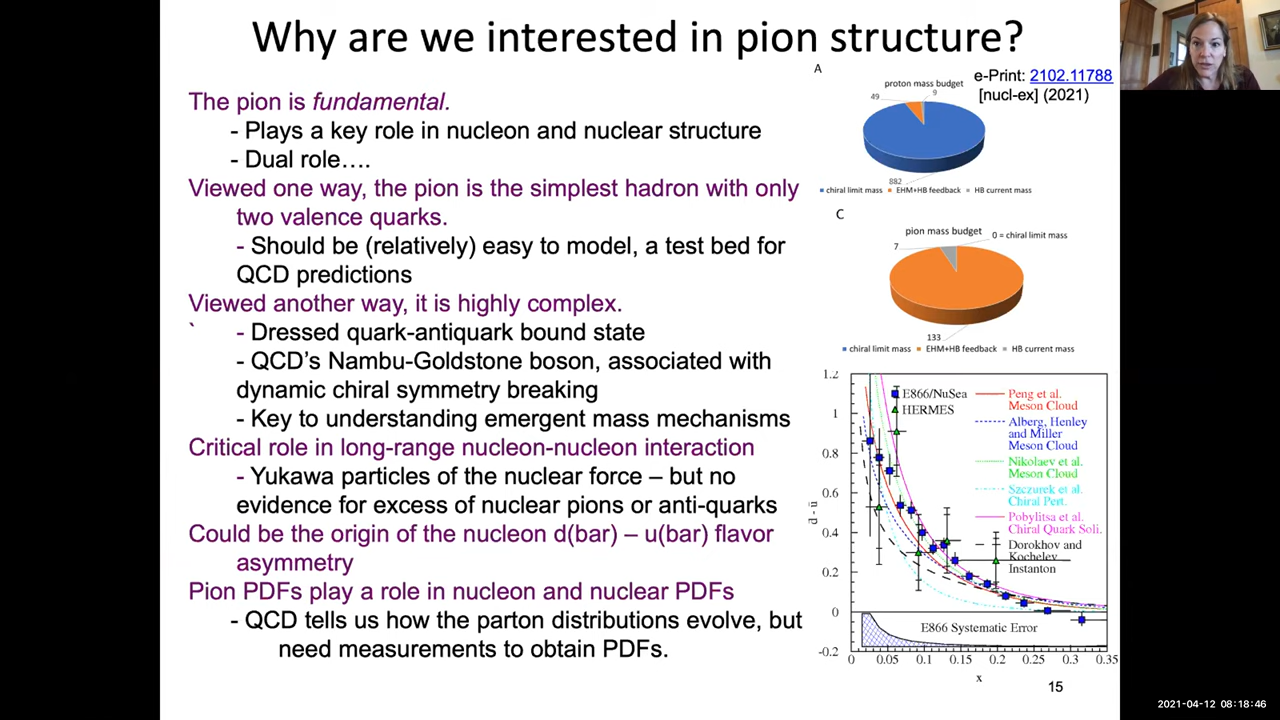 Why are we interested in pion structure?
The pion is fundamental.
- Plays a key role in nucleon and nuclear structure
- Dual role….
Viewed one way, the pion is the simplest hadron with only
two valence quarks.
- Should be (relatively) easy to model, a test bed for
QCD predictions
Viewed another way, it is highly complex.
` - Dressed quark-antiquark bound state
- QCD’s Nambu-Goldstone boson, associated with
dynamic chiral symmetry breaking
- Key to understanding emergent mass mechanisms
Critical role in long-range nucleon-nucleon interaction
- Yukawa particles of the nuclear force – but no
evidence for excess of nuclear pions or anti-quarks
Could be the origin of the nucleon d(bar) – u(bar) flavor
asymmetry
Pion PDFs play a role in nucleon and nuclear PDFs
- QCD tells us how the parton distributions evolve, but
need measurements to obtain PDFs.
A
e-Print: 2102.11788
[nucl-ex] (2021)
proton mass budget
49
9
882
chiral limit mass EHM+HB feedback HB current mass
C
pion mass budget
0 = chiral limit mass
7
133
chiral limit mass EHM+HB feedback HB current mass
1.2
1
0.8
0.6
0.4
0.2
0
-0.2
d̄ - ū
E866/NuSea
HERMES
Peng et al.
Meson Cloud
Alberg, Henley
and Miller
Meson Cloud
Nikolaev et al.
Meson Cloud
Szczurek et al.
Chiral Pert.
Pobylitsa et al.
Chiral Quark Soli.
Dorokhov and
Kochelev
Instanton
E866 Systematic Error
0 0.05 0.1 0.15 0.2 0.25 0.3 0.35
x
15
2021-04-12 08:18:46